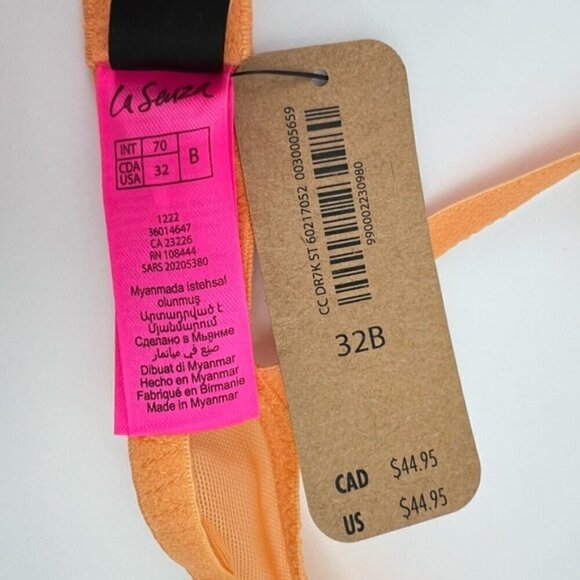 La Senza
INT 70 B
CDA USA 32
1222
36014647
CA 23226
RN 108444
SARS 20205380
Myanmada istehsal
olunmuş
Արտադրված է
Մյանմարում
Сделано в Мьянме
صنع في ميانمار
Dibuat di Myanmar
Hecho en Myanmar
Fabriqué en Birmanie
Made in Myanmar
CC DR7K ST 60217052 0030005659
990002230980
32B
CAD $44.95
US $44.95